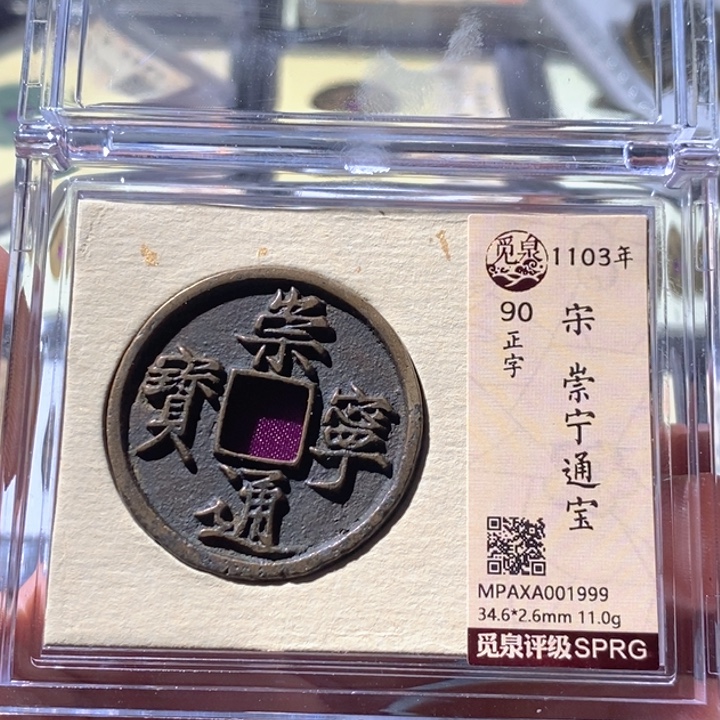 崇
寧
通
寶
觅泉
1103年
90
正字
宋 崇宁通宝
MPAXA001999
34.6*2.6mm 11.0g
觅泉评级SPRG